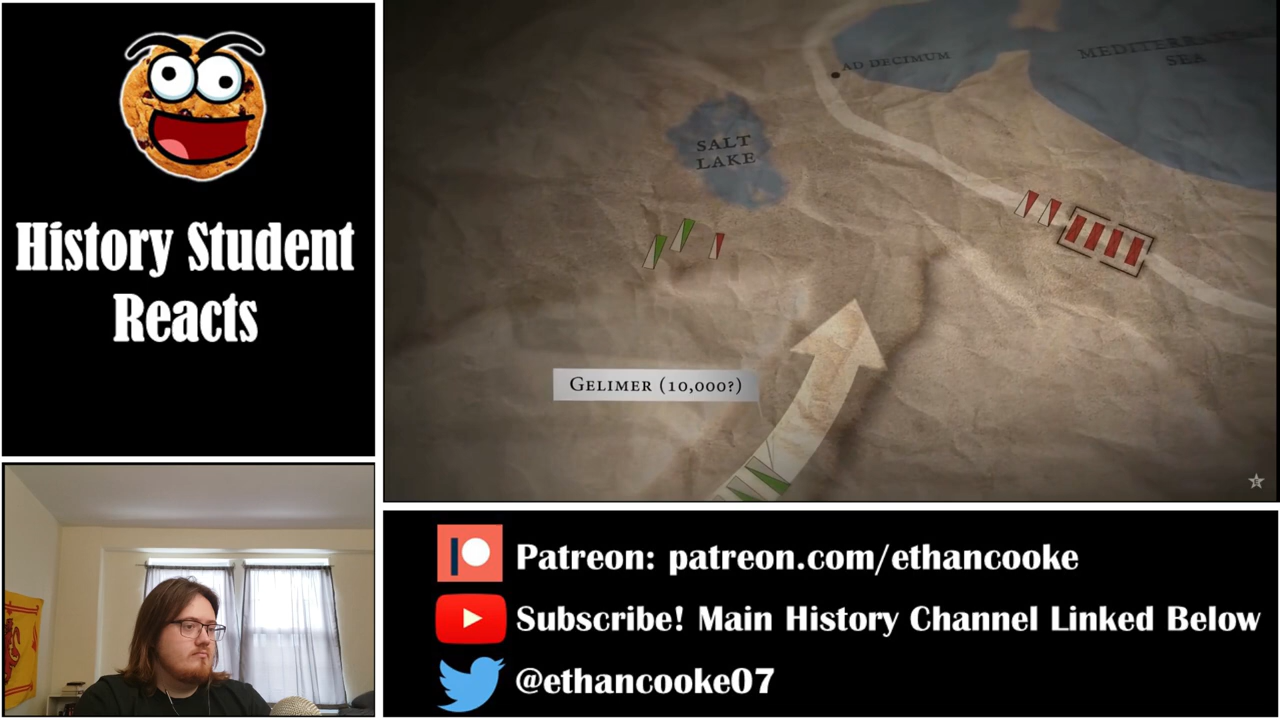 History Student
Reacts
AD DECIMUM
MEDITERRANEAN
SEA
SALT
LAKE
GELIMER (10,000?)
Patreon: patreon.com/ethancooke
Subscribe! Main History Channel Linked Below
@ethancooke07